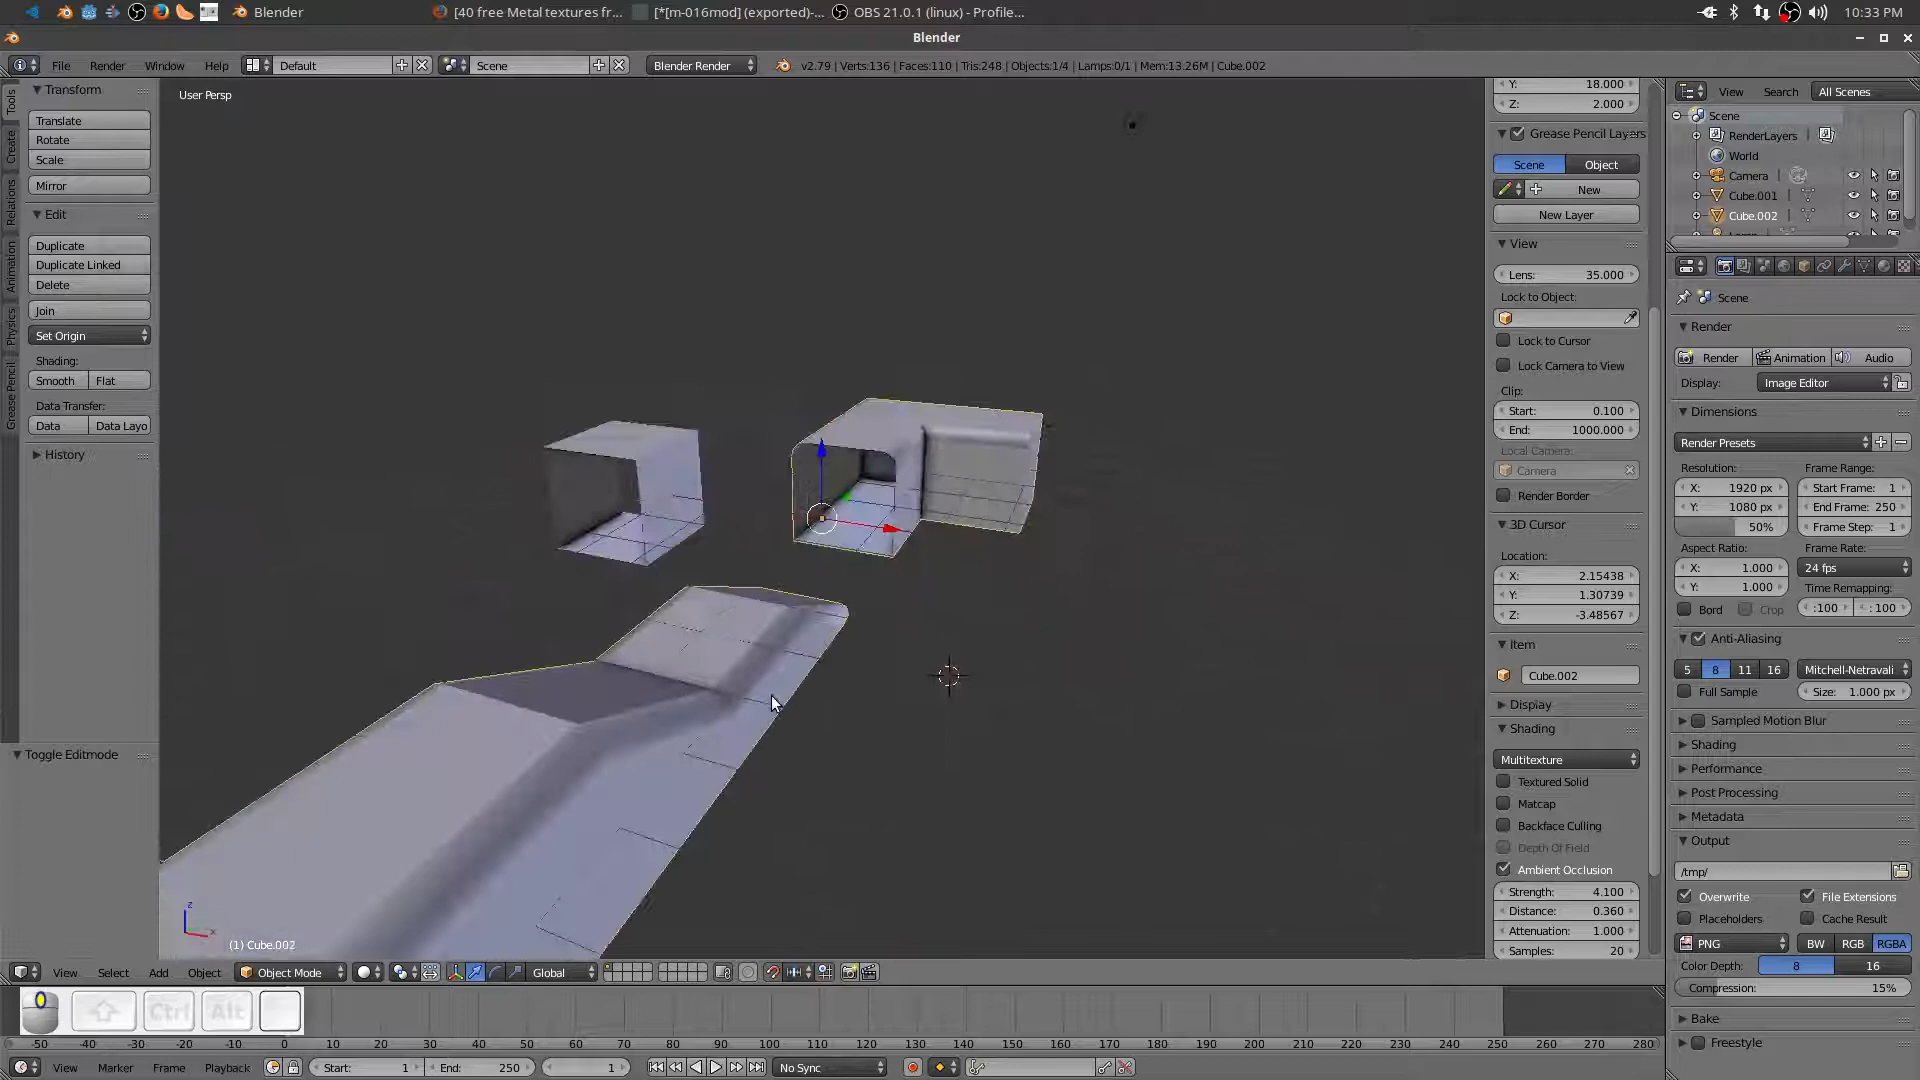 Blender
[40 free Metal textures fr...
[*[m-016mod] (exported)-...
OBS 21.0.1 (linux) - Profile...
10:33 PM
Blender
File
Render
Window
Help
Default
Scene
Blender Render
v2.79 | Verts:136 | Faces:110 | Tris:248 | Objects:1/4 | Lamps:0/1 | Mem:13.26M | Cube.002
Tools
Create
Relations
Animation
Physics
Grease Pencil
Transform
Translate
Rotate
Scale
Mirror
Edit
Duplicate
Duplicate Linked
Delete
Join
Set Origin
Shading:
Smooth Flat
Data Transfer:
Data Data Layo
History
Toggle Editmode
User Persp
(1) Cube.002
Y: 18.000
Z: 2.000
Grease Pencil Layers
Scene Object
New
New Layer
View
Lens: 35.000
Lock to Object:
Lock to Cursor
Lock Camera to View
Clip:
Start: 0.100
End: 1000.000
Local Camera:
Camera
Render Border
3D Cursor
Location:
X: 2.15438
Y: 1.30739
Z: -3.48567
Item
Cube.002
Display
Shading
Multitexture
Textured Solid
Matcap
Backface Culling
Depth Of Field
Ambient Occlusion
Strength: 4.100
Distance: 0.360
Attenuation: 1.000
Samples: 20
View Search All Scenes
Scene
RenderLayers
World
Camera
Cube.001
Cube.002
Scene
Render
Render Animation Audio
Display: Image Editor
Dimensions
Render Presets
Resolution: Frame Range:
X: 1920 px Start Frame: 1
Y: 1080 px End Frame: 250
50% Frame Step: 1
Aspect Ratio: Frame Rate:
X: 1.000 24 fps
Y: 1.000 Time Remapping:
Bord Crop :100 : 100
Anti-Aliasing
5 8 11 16 Mitchell-Netravali
Full Sample Size: 1.000 px
Sampled Motion Blur
Shading
Performance
Post Processing
Metadata
Output
/tmp/
Overwrite File Extensions
Placeholders Cache Result
PNG BW RGB RGBA
Color Depth: 8 16
Compression: 15%
Bake
Freestyle
View Select Add Object Object Mode Global
Ctrl Alt
-50 -40 -30 -20 -10 0 10 20 30 40 50 60 70 80 90 100 110 120 130 140 150 160 170 180 190 200 210 220 230 240 250 260 270 280
View Marker Frame Playback Start: 1 End: 250 1 No Sync